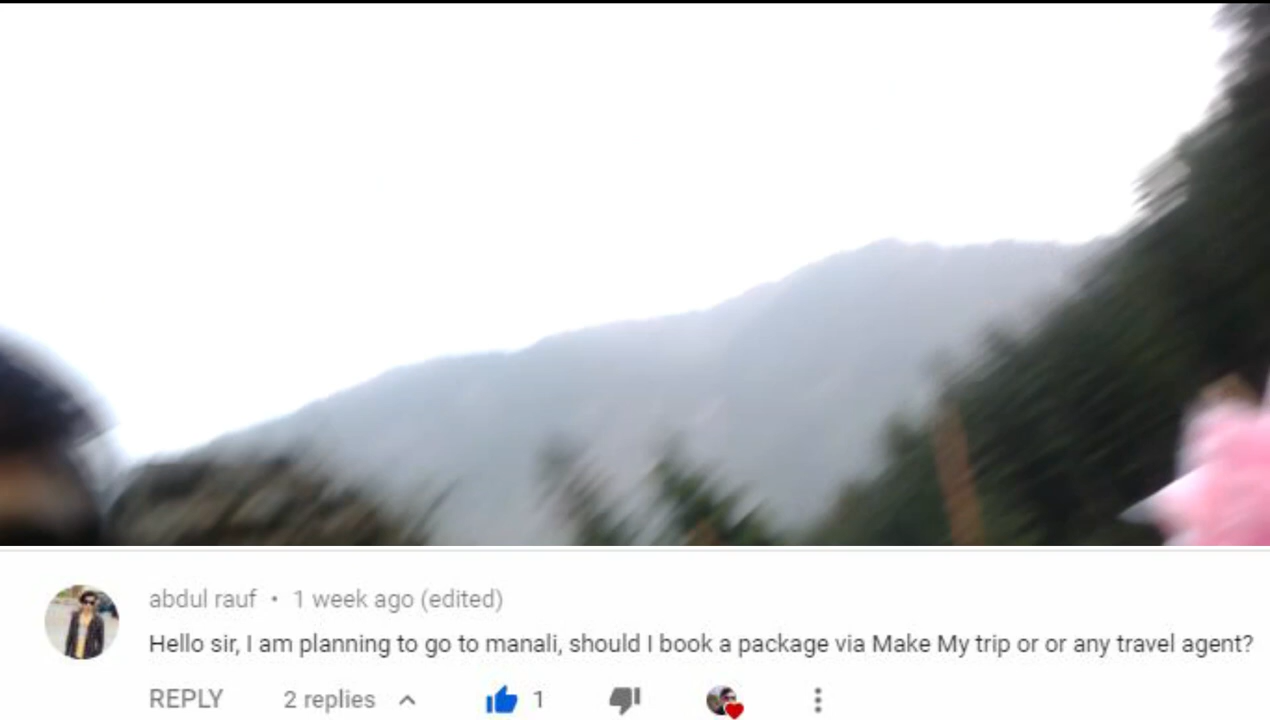 abdul rauf • 1 week ago (edited)
Hello sir, I am planning to go to manali, should I book a package via Make My trip or or any travel agent?
REPLY 2 replies 1